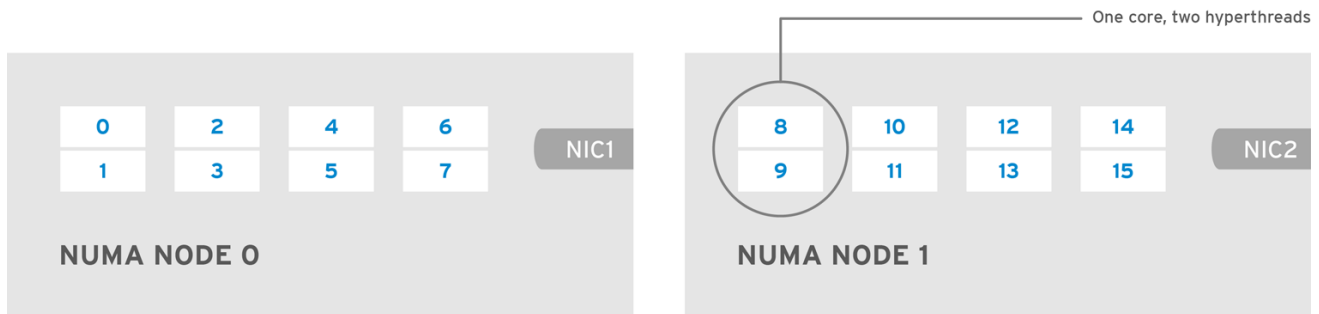 One core, two hyperthreads
0 2 4 6
1 3 5 7
NIC1
NUMA NODE 0
8 10 12 14
9 11 13 15
NIC2
NUMA NODE 1